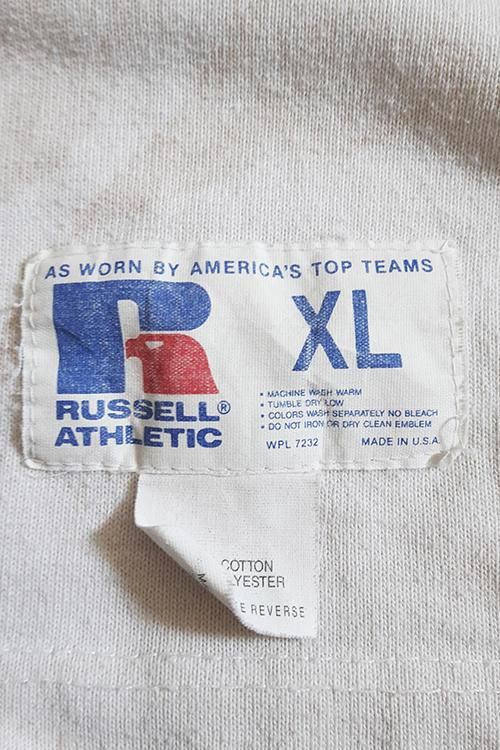 AS WORN BY AMERICA'S TOP TEAMS
XL
RUSSELL®
ATHLETIC
• MACHINE WASH WARM
• TUMBLE DRY LOW
• COLORS WASH SEPARATELY NO BLEACH
• DO NOT IRON OR DRY CLEAN EMBLEM
WPL 7232 MADE IN U.S.A.
COTTON
REVERSE